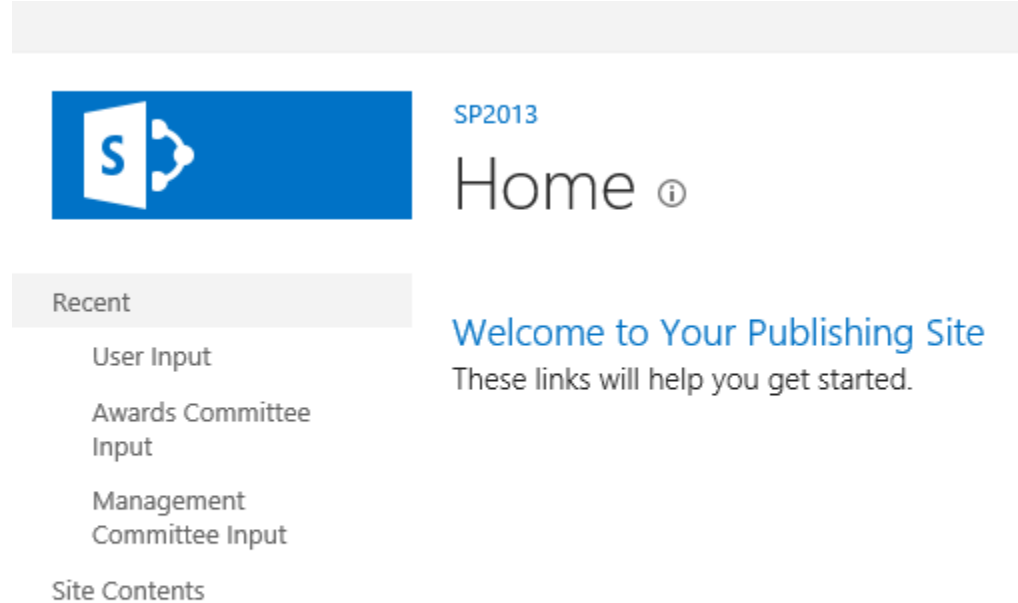 S
SP2013
Home
Recent
User Input
Awards Committee
Input
Management
Committee Input
Site Contents
Welcome to Your Publishing Site
These links will help you get started.